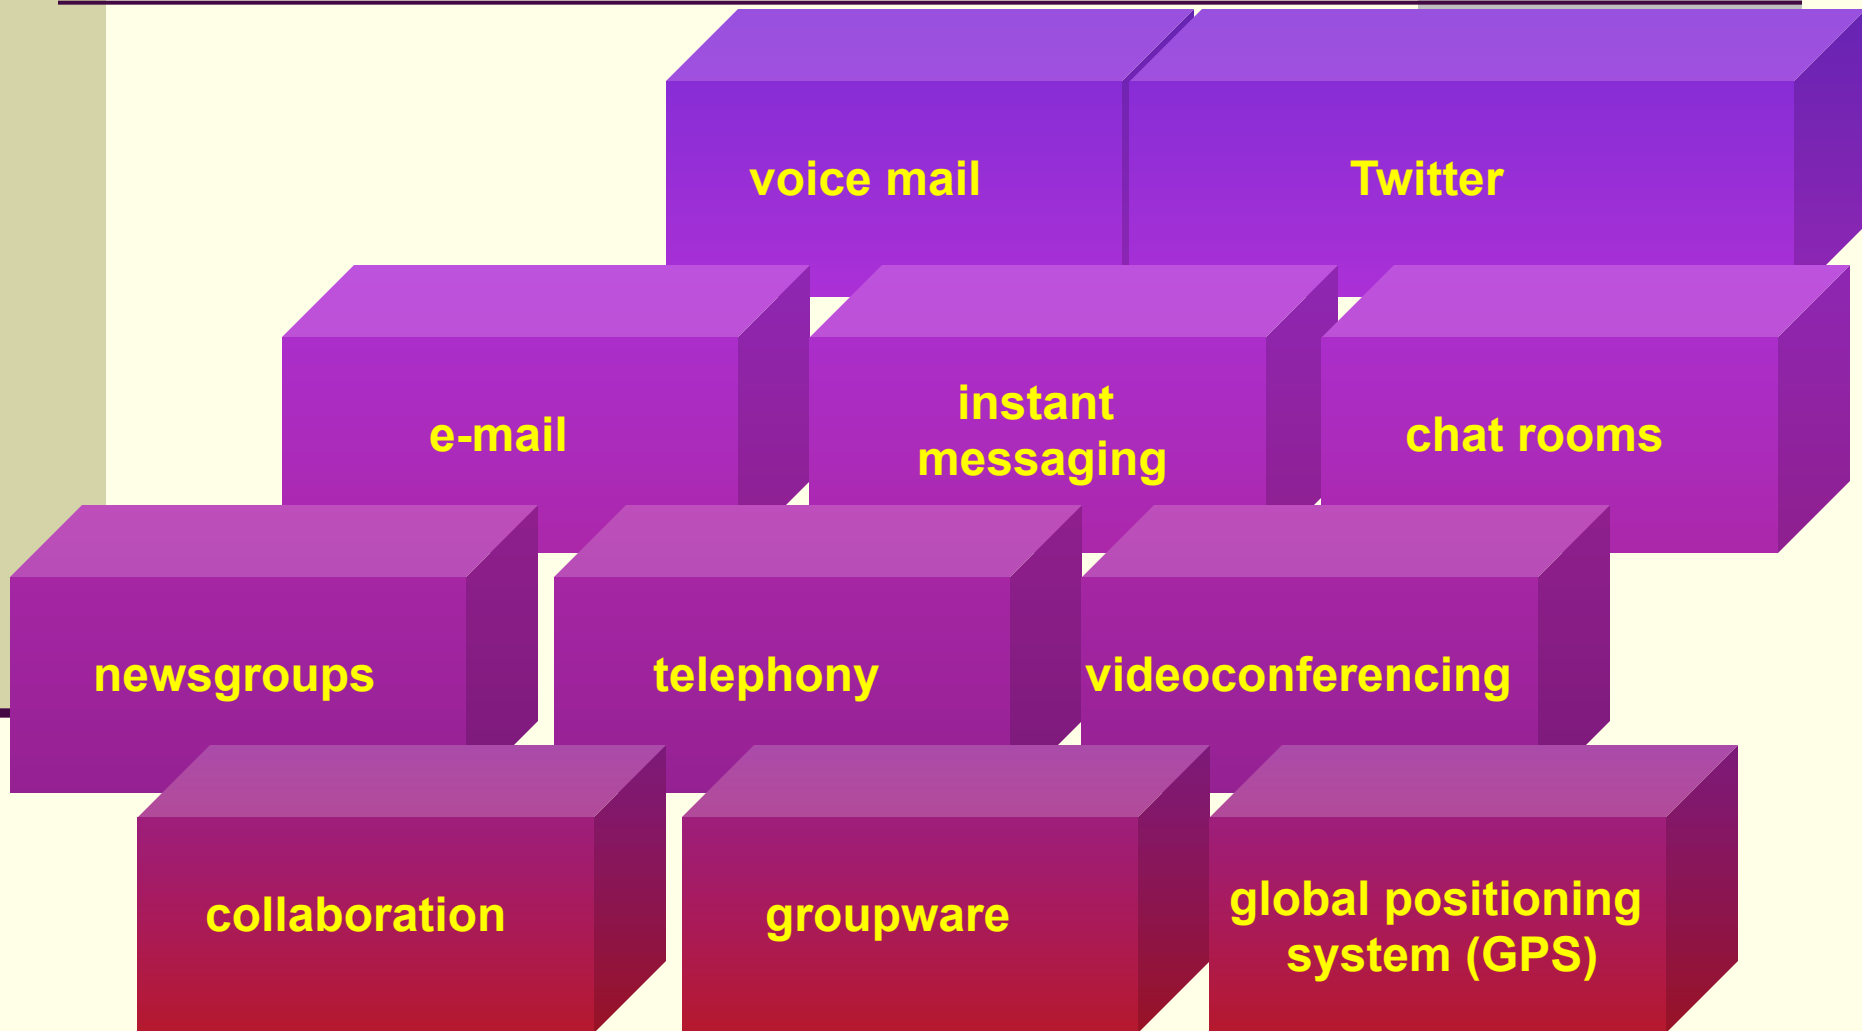 voice mail
Twitter
e-mail
instant
messaging
chat rooms
newsgroups
telephony
videoconferencing
collaboration
groupware
global positioning
system (GPS)